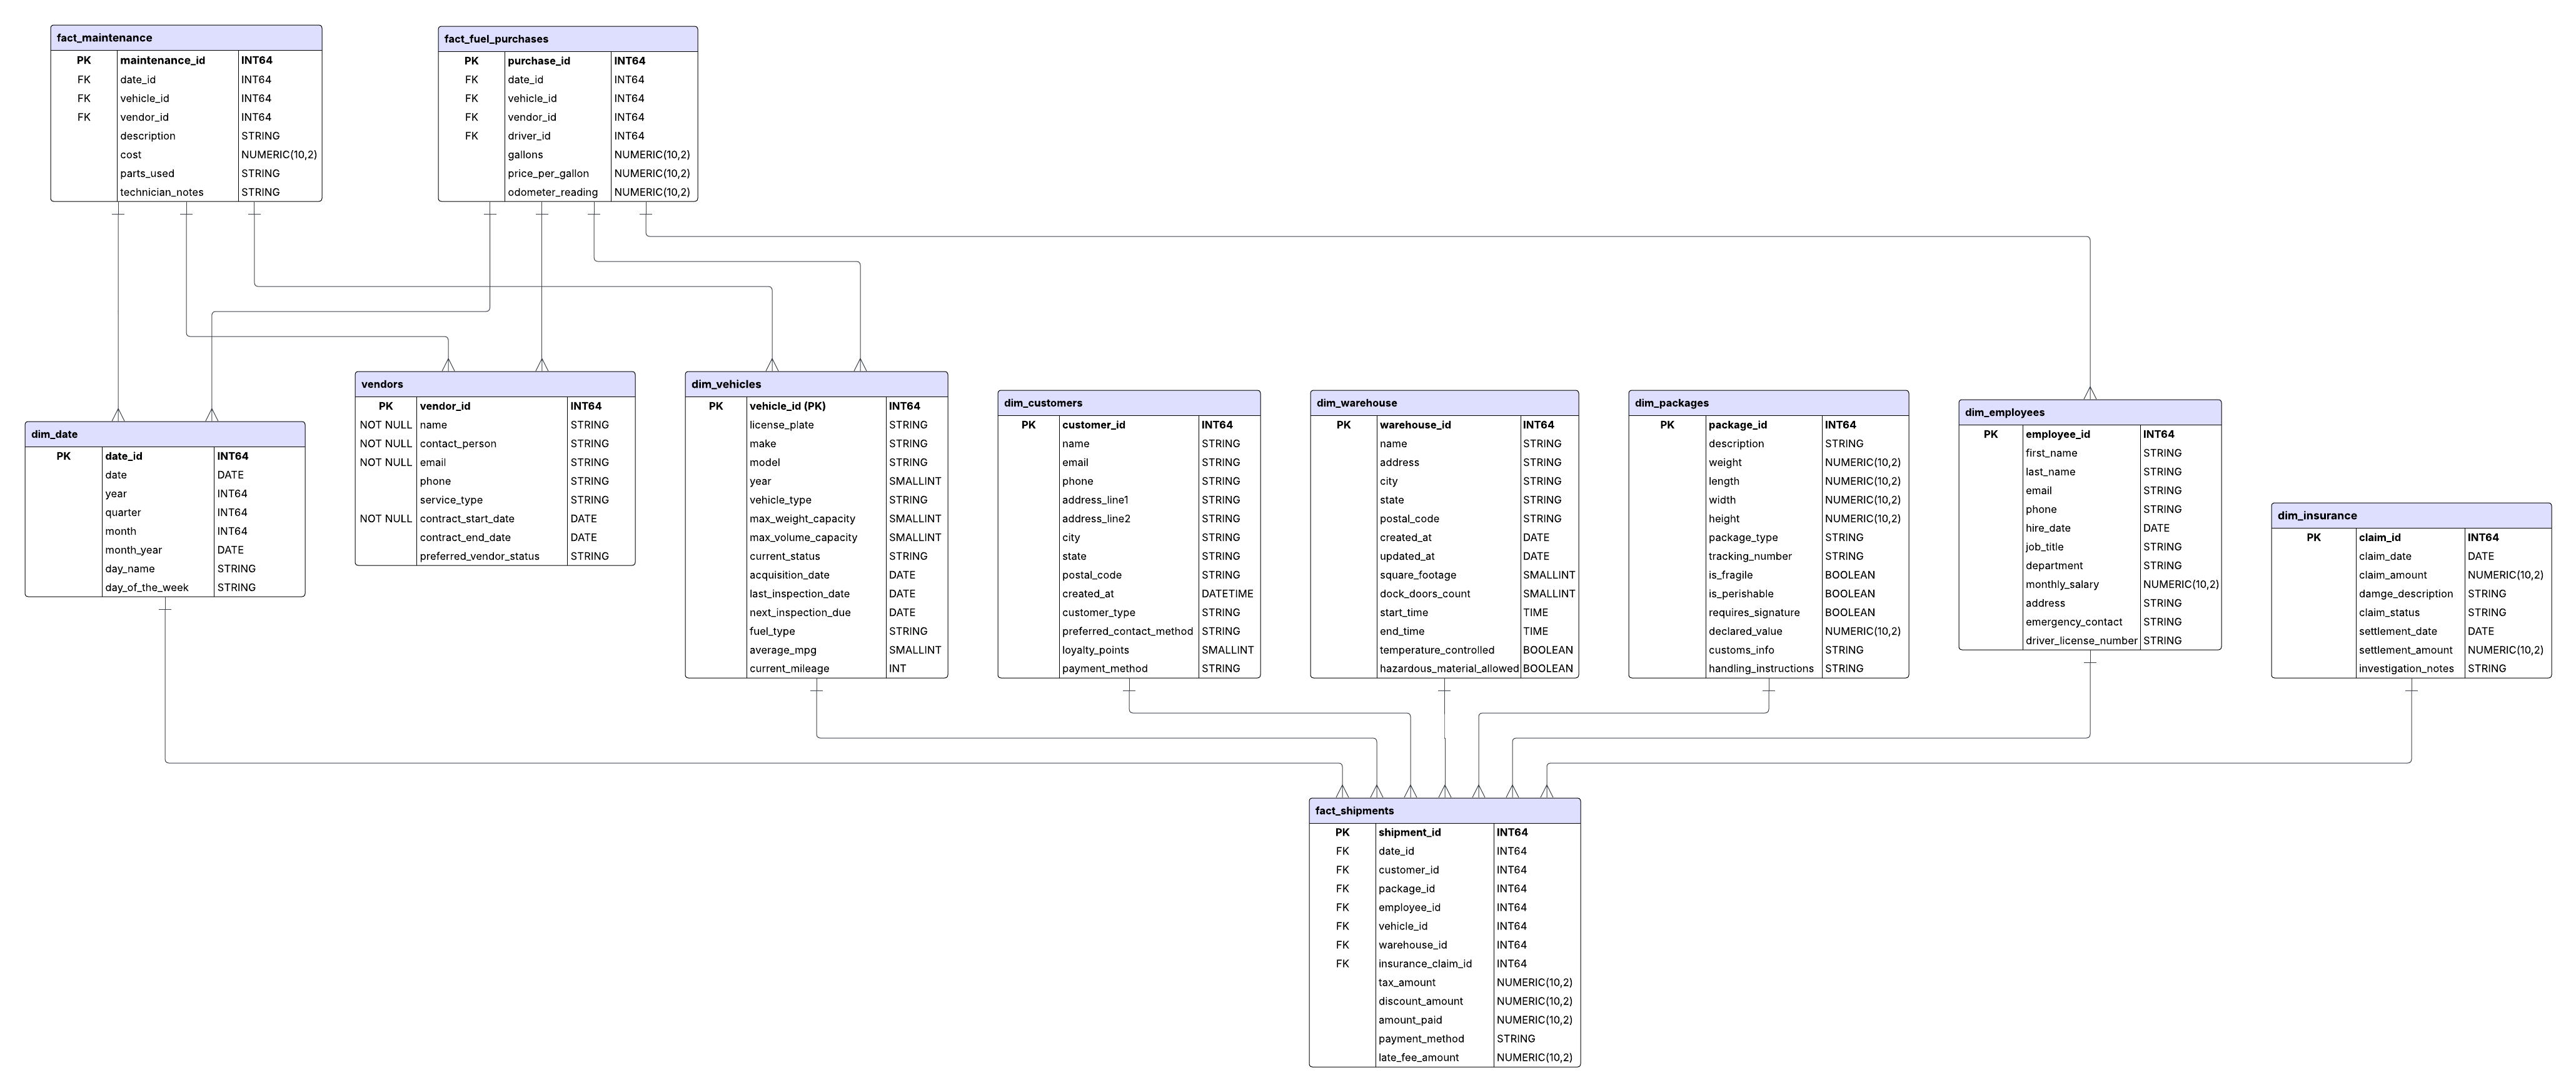 fact_maintenance
PK maintenance_id INT64
FK date_id INT64
FK vehicle_id INT64
FK vendor_id INT64
description STRING
cost NUMERIC(10,2)
parts_used STRING
technician_notes STRING
fact_fuel_purchases
PK purchase_id INT64
FK date_id INT64
FK vehicle_id INT64
FK vendor_id INT64
FK driver_id INT64
gallons NUMERIC(10,2)
price_per_gallon NUMERIC(10,2)
odometer_reading NUMERIC(10,2)
dim_date
PK date_id INT64
date DATE
year INT64
quarter INT64
month INT64
month_year DATE
day_name STRING
day_of_the_week STRING
vendors
PK vendor_id INT64
NOT NULL name STRING
NOT NULL contact_person STRING
NOT NULL email STRING
phone STRING
service_type STRING
NOT NULL contract_start_date DATE
contract_end_date DATE
preferred_vendor_status STRING
dim_vehicles
PK vehicle_id (PK) INT64
license_plate STRING
make STRING
model STRING
year SMALLINT
vehicle_type STRING
max_weight_capacity SMALLINT
max_volume_capacity SMALLINT
current_status STRING
acquisition_date DATE
last_inspection_date DATE
next_inspection_due DATE
fuel_type STRING
average_mpg SMALLINT
current_mileage INT
dim_customers
PK customer_id INT64
name STRING
email STRING
phone STRING
address_line1 STRING
address_line2 STRING
city STRING
state STRING
postal_code STRING
created_at DATETIME
customer_type STRING
preferred_contact_method STRING
loyalty_points SMALLINT
payment_method STRING
dim_warehouse
PK warehouse_id INT64
name STRING
address STRING
city STRING
state STRING
postal_code STRING
created_at DATE
updated_at DATE
square_footage SMALLINT
dock_doors_count SMALLINT
start_time TIME
end_time TIME
temperature_controlled BOOLEAN
hazardous_material_allowed BOOLEAN
dim_packages
PK package_id INT64
description STRING
weight NUMERIC(10,2)
length NUMERIC(10,2)
width NUMERIC(10,2)
height NUMERIC(10,2)
package_type STRING
tracking_number STRING
is_fragile BOOLEAN
is_perishable BOOLEAN
requires_signature BOOLEAN
declared_value NUMERIC(10,2)
customs_info STRING
handling_instructions STRING
dim_employees
PK employee_id INT64
first_name STRING
last_name STRING
email STRING
phone STRING
hire_date DATE
job_title STRING
department STRING
monthly_salary NUMERIC(10,2)
address STRING
emergency_contact STRING
driver_license_number STRING
dim_insurance
PK claim_id INT64
claim_date DATE
claim_amount NUMERIC(10,2)
damge_description STRING
claim_status STRING
settlement_date DATE
settlement_amount NUMERIC(10,2)
investigation_notes STRING
fact_shipments
PK shipment_id INT64
FK date_id INT64
FK customer_id INT64
FK package_id INT64
FK employee_id INT64
FK vehicle_id INT64
FK warehouse_id INT64
FK insurance_claim_id INT64
tax_amount NUMERIC(10,2)
discount_amount NUMERIC(10,2)
amount_paid NUMERIC(10,2)
payment_method STRING
late_fee_amount NUMERIC(10,2)